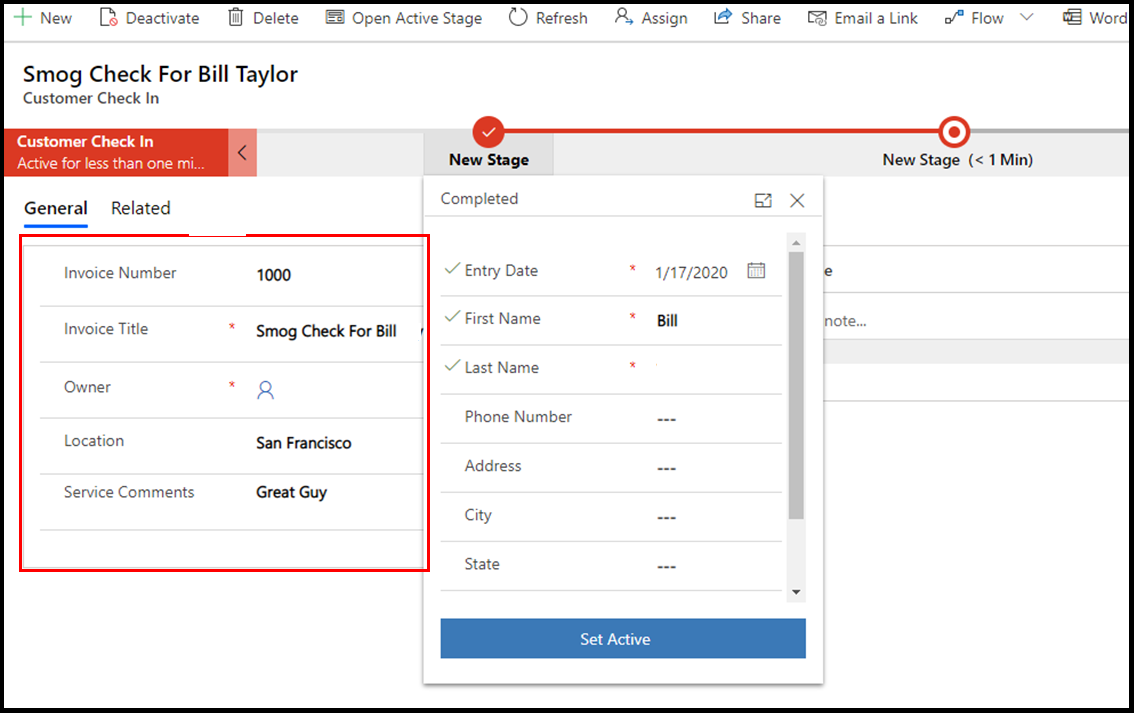 New Deactivate Delete Open Active Stage Refresh Assign Share Email a Link Flow Word
Smog Check For Bill Taylor
Customer Check In
Customer Check In
Active for less than one mi...
New Stage
New Stage (< 1 Min)
General Related
Invoice Number 1000
Invoice Title * Smog Check For Bill
Owner *
Location San Francisco
Service Comments Great Guy
Completed
Entry Date * 1/17/2020
First Name * Bill
Last Name *
Phone Number ---
Address ---
City ---
State ---
Set Active
e
note...